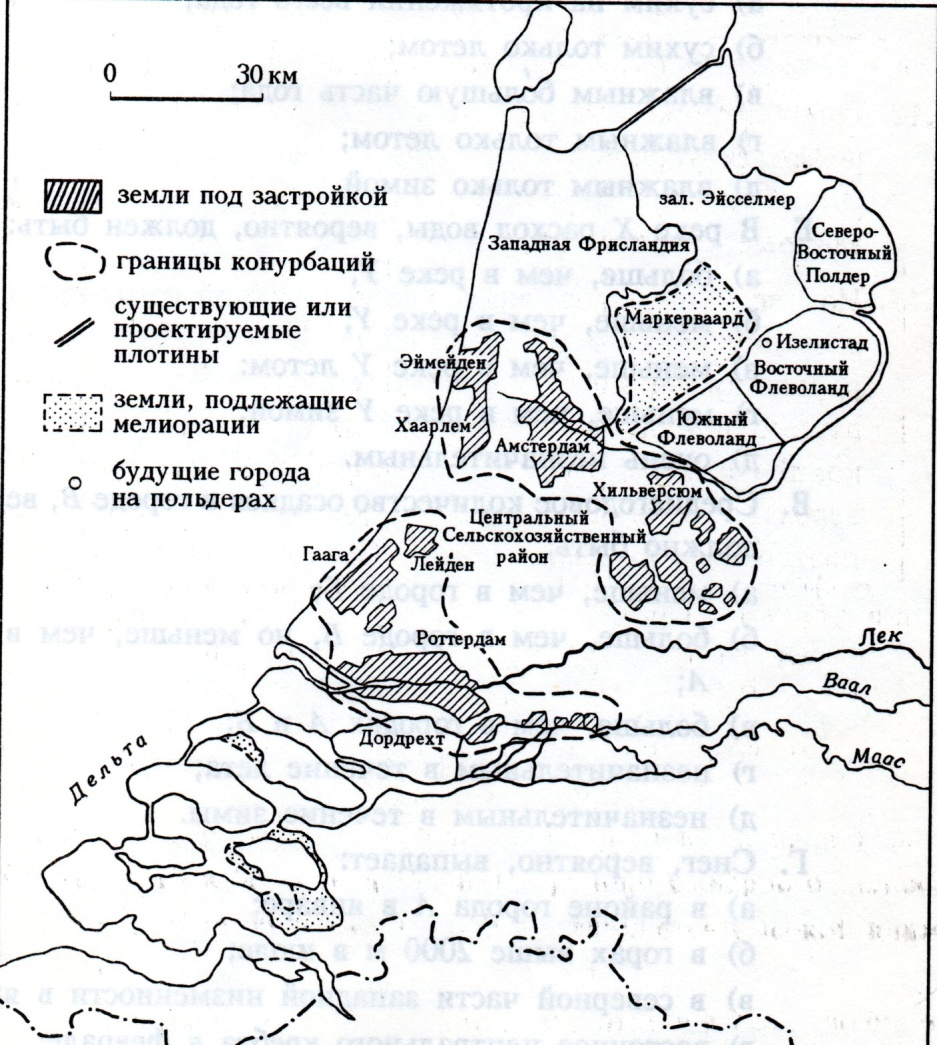 0 30 км
земли под застройкой
границы конурбаций
существующие или
проектируемые
плотины
земли, подлежащие
мелиорации
будущие города
на польдерах
зал. Эйсселмер
Западная Фрисландия
Северо-
Восточный
Полдер
Маркерваард
Изелистад
Восточный
Флеволанд
Южный
Флеволанд
Эймейден
Хаарлем
Амстердам
Хильверсюм
Центральный
Сельскохозяйственный
район
Гаага
Лейден
Роттердам
Лек
Ваал
Маас
Дордрехт
Дельта